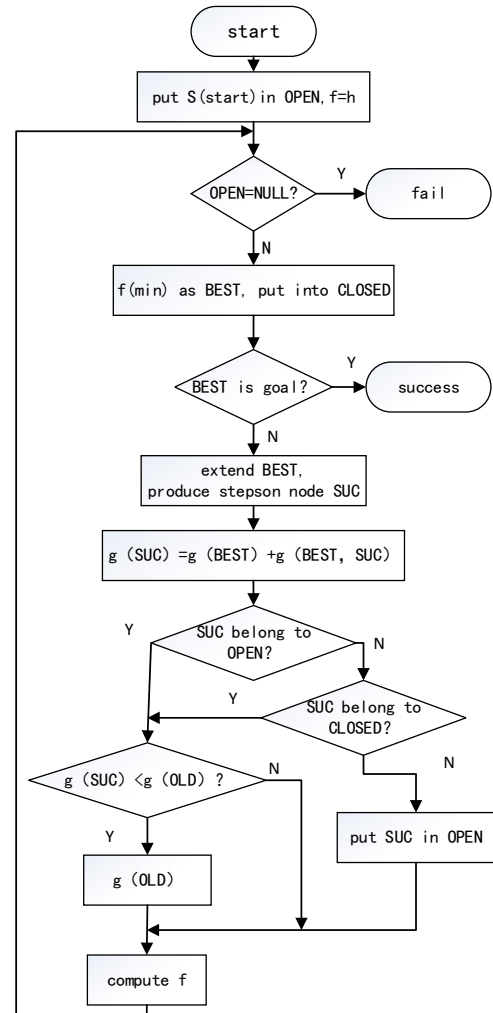 start
put S(start)in OPEN,f=h
OPEN=NULL?
Y
fail
N
f(min) as BEST, put into CLOSED
BEST is goal?
Y
success
N
extend BEST,
produce stepson node SUC
g (SUC) =g (BEST) +g (BEST, SUC)
Y
SUC belong to
OPEN?
N
Y
SUC belong to
CLOSED?
N
g (SUC) <g (OLD) ?
N
Y
put SUC in OPEN
g (OLD)
compute f